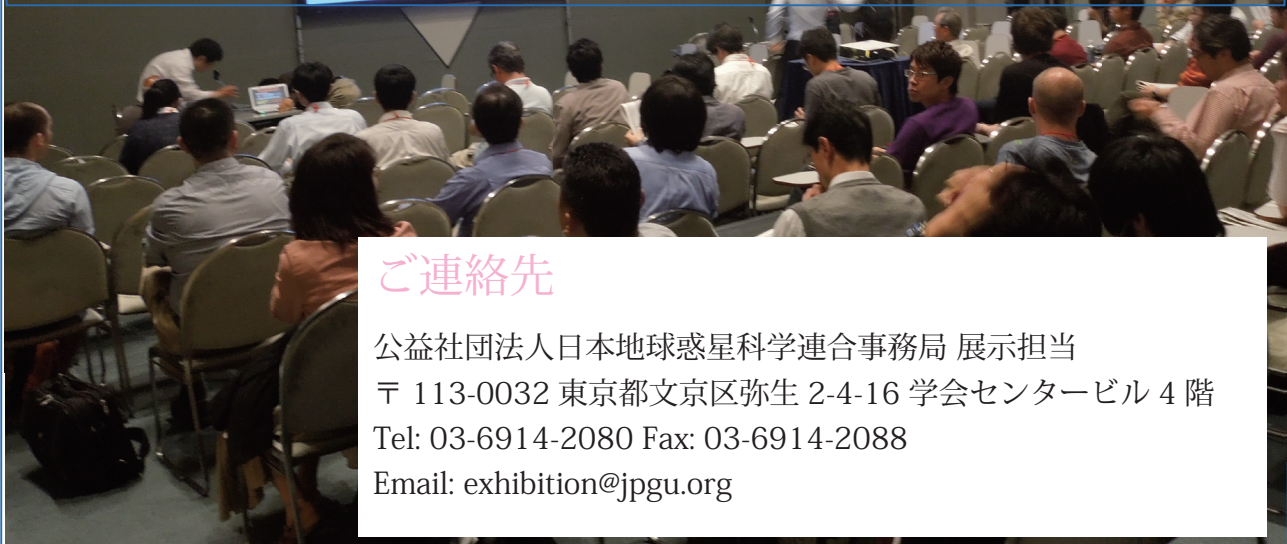 ご連絡先
公益社団法人日本地球惑星科学連合事務局 展示担当
〒 113-0032 東京都文京区弥生 2-4-16 学会センタービル 4 階
Tel: 03-6914-2080 Fax: 03-6914-2088
Email: exhibition@jpgu.org